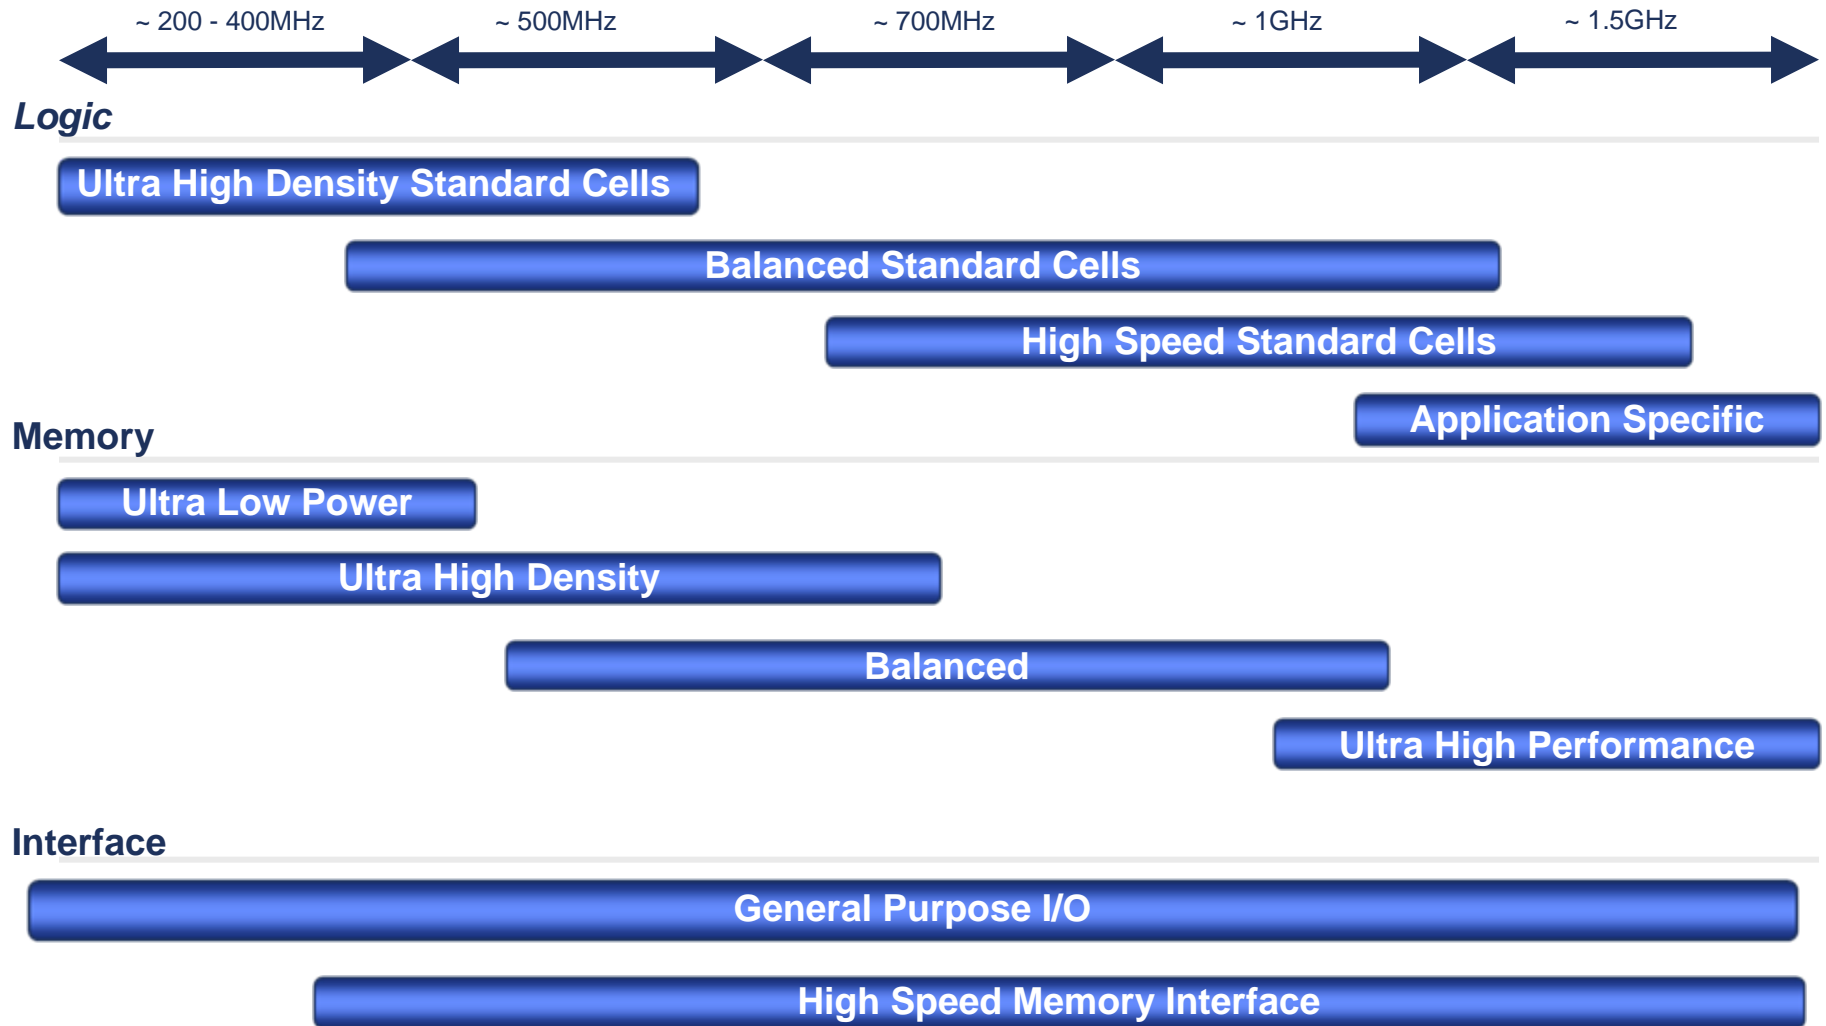 ~ 200 - 400MHz ~ 500MHz ~ 700MHz ~ 1GHz ~ 1.5GHz
Logic
Ultra High Density Standard Cells
Balanced Standard Cells
High Speed Standard Cells
Application Specific
Memory
Ultra Low Power
Ultra High Density
Balanced
Ultra High Performance
Interface
General Purpose I/O
High Speed Memory Interface